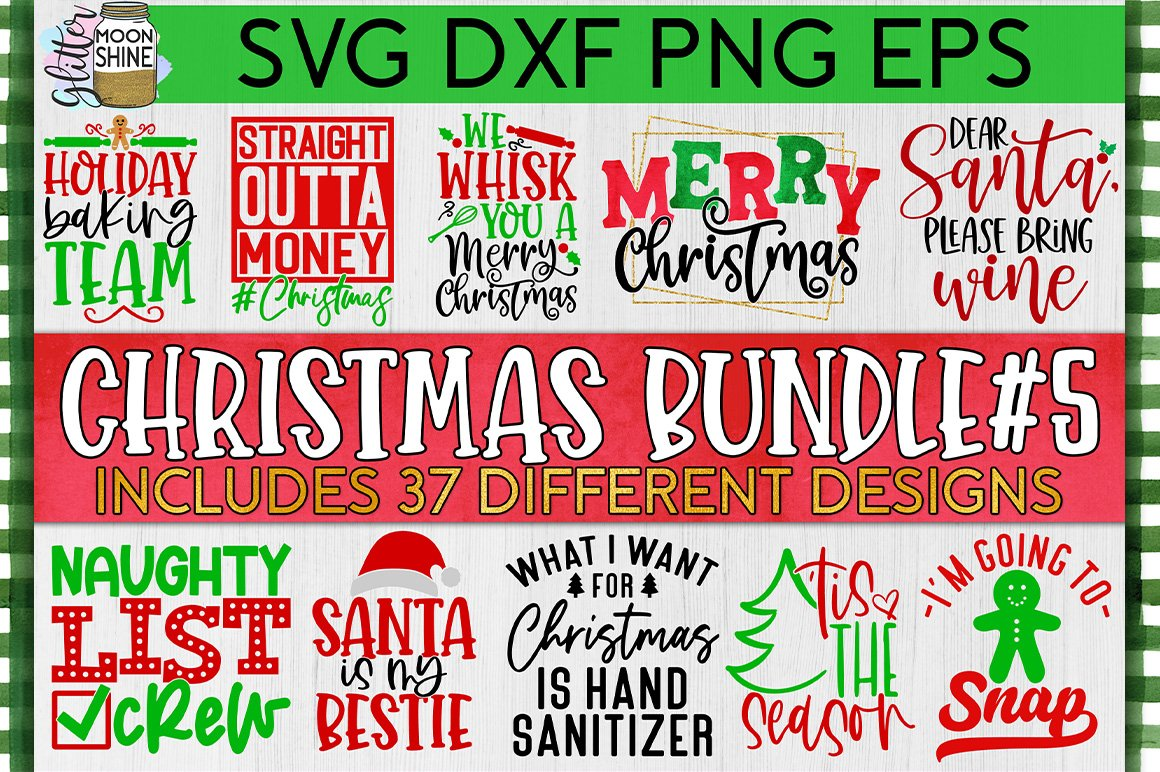 glitter
MOON
SHINE
SVG DXF PNG EPS
HOLIDAY
baking
TEAM
STRAIGHT
OUTTA
MONEY
#Christmas
WE
WHISK
YOU A
Merry
Christmas
MERRY
Christmas
DEAR
Santa,
PLEASE BRING
wine
CHRISTMAS BUNDLE#5
INCLUDES 37 DIFFERENT DESIGNS
NAUGHTY
LIST
CREW
SANTA
is my
BESTIE
WHAT I WANT
FOR
Christmas
IS HAND
SANITIZER
'tis
THE
season
-I'M GOING TO-
Snap